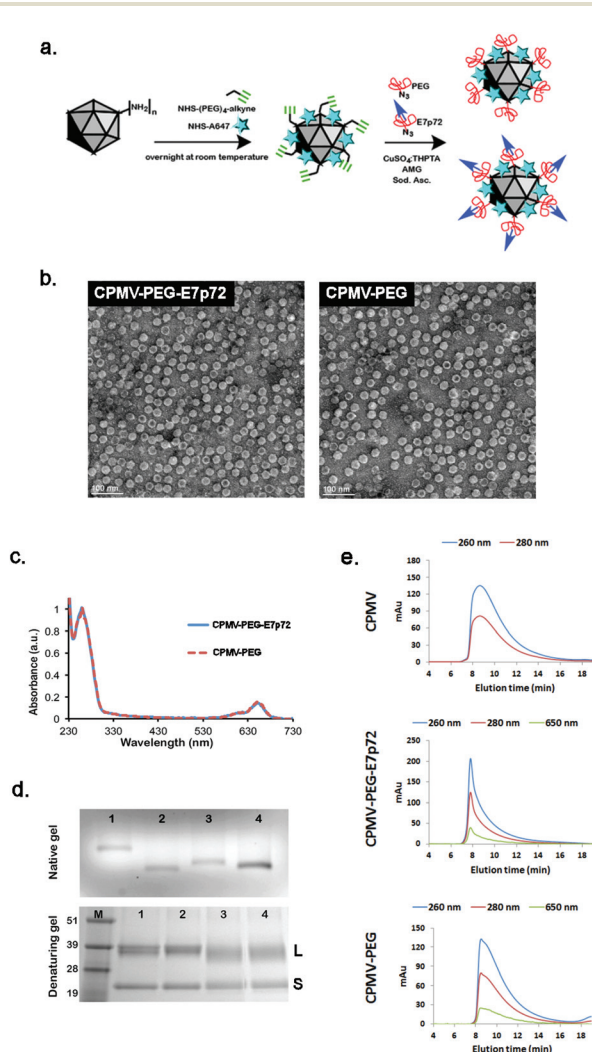 a.
[NH2]n
NHS-(PEG)4-alkyne
NHS-A647
overnight at room temperature
PEG
N3
E7p72
N3
CuSO4:THPTA
AMG
Sod. Asc.
b.
CPMV-PEG-E7p72
CPMV-PEG
100 nm
100 nm
c.
Absorbance (a.u.)
1
0.8
0.6
0.4
0.2
0
230 330 430 530 630 730
Wavelength (nm)
CPMV-PEG-E7p72
CPMV-PEG
d.
Native gel
1 2 3 4
Denaturing gel
M 1 2 3 4
51
39
28
19
L
S
e.
260 nm 280 nm
CPMV
mAu
180
150
120
90
60
30
0
4 6 8 10 12 14 16 18
Elution time (min)
260 nm 280 nm 650 nm
CPMV-PEG-E7p72
mAu
250
200
150
100
50
0
4 6 8 10 12 14 16 18
Elution time (min)
260 nm 280 nm 650 nm
CPMV-PEG
mAu
150
120
90
60
30
0
4 6 8 10 12 14 16 18
Elution time (min)